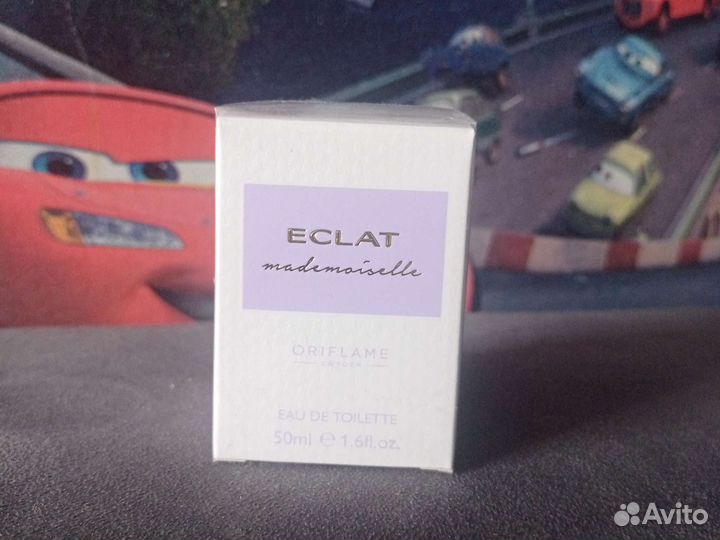 ECLAT
mademoiselle
ORIFLAME
SWEDEN
EAU DE TOILETTE
50ml ℮ 1.6fl.oz.
Avito